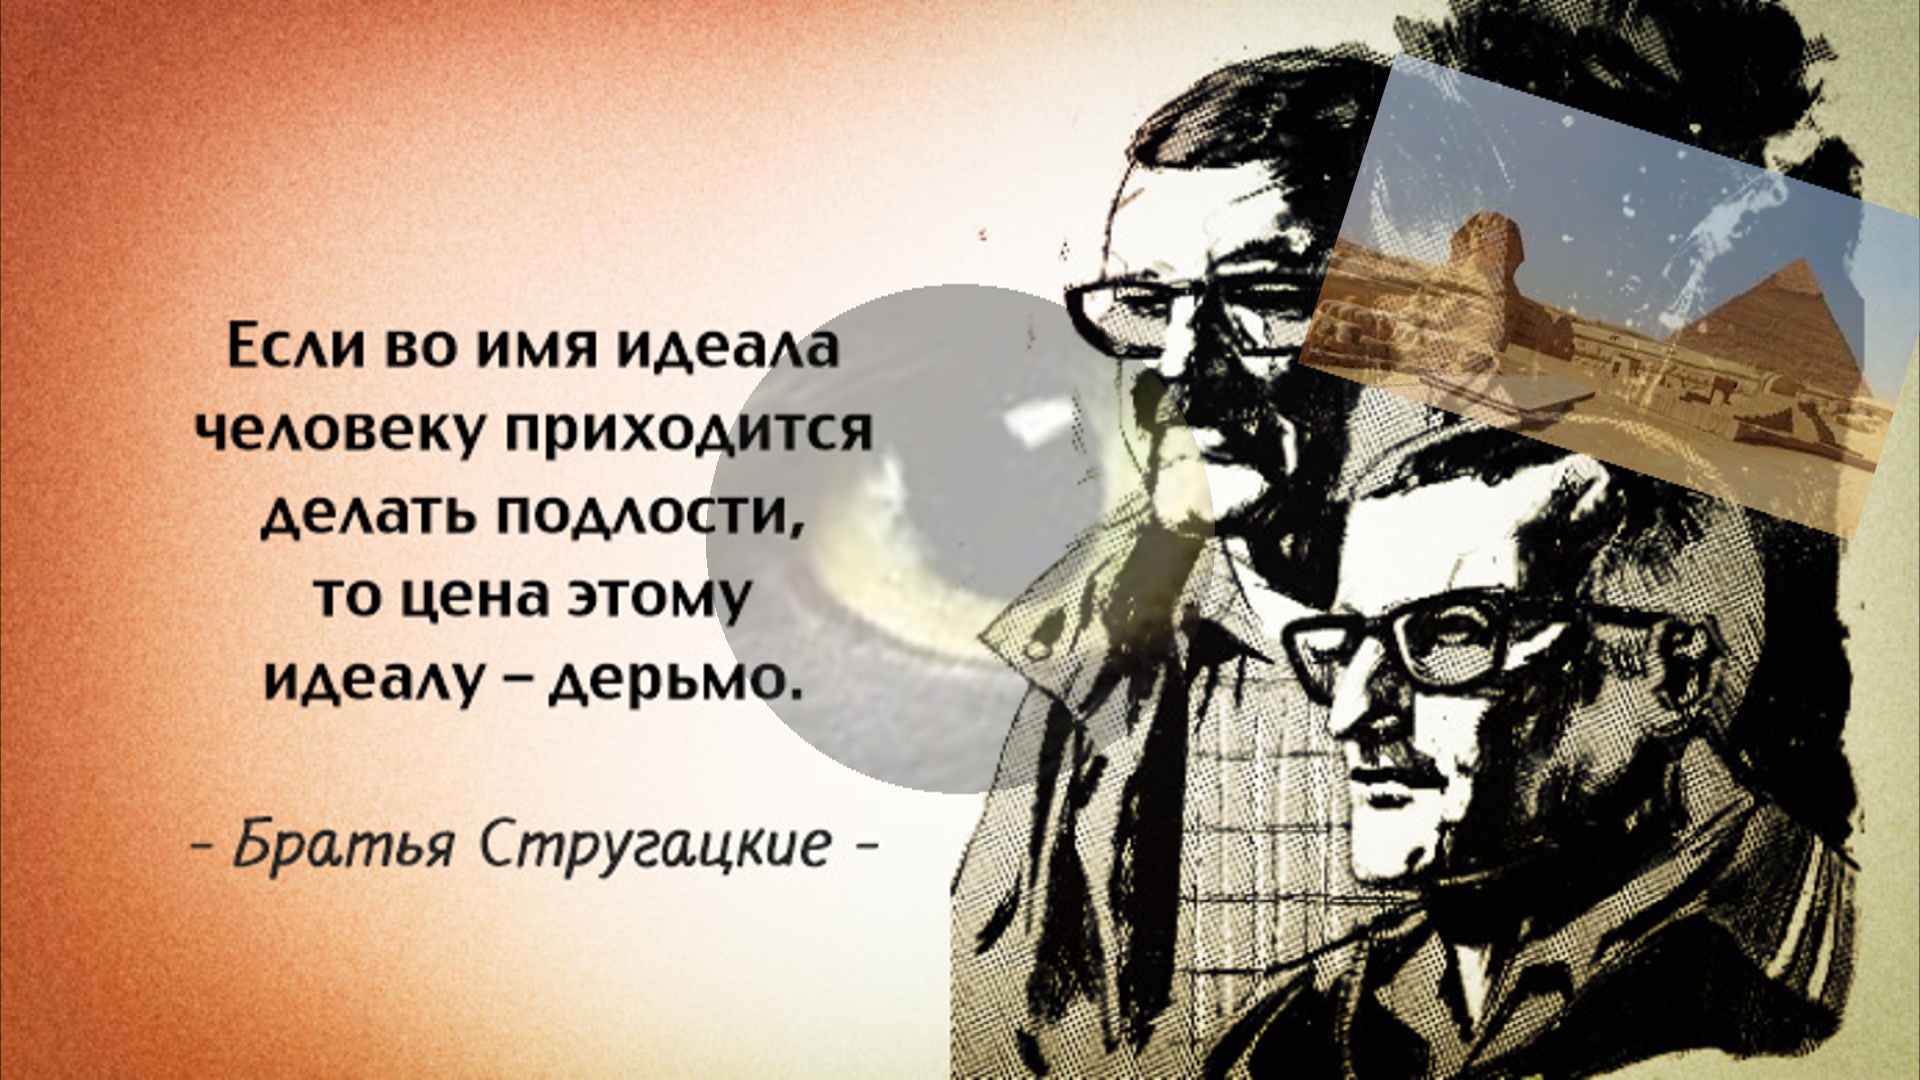 Если во имя идеала
человеку приходится
делать подлости,
то цена этому
идеалу – дерьмо.
- Братья Стругацкие -